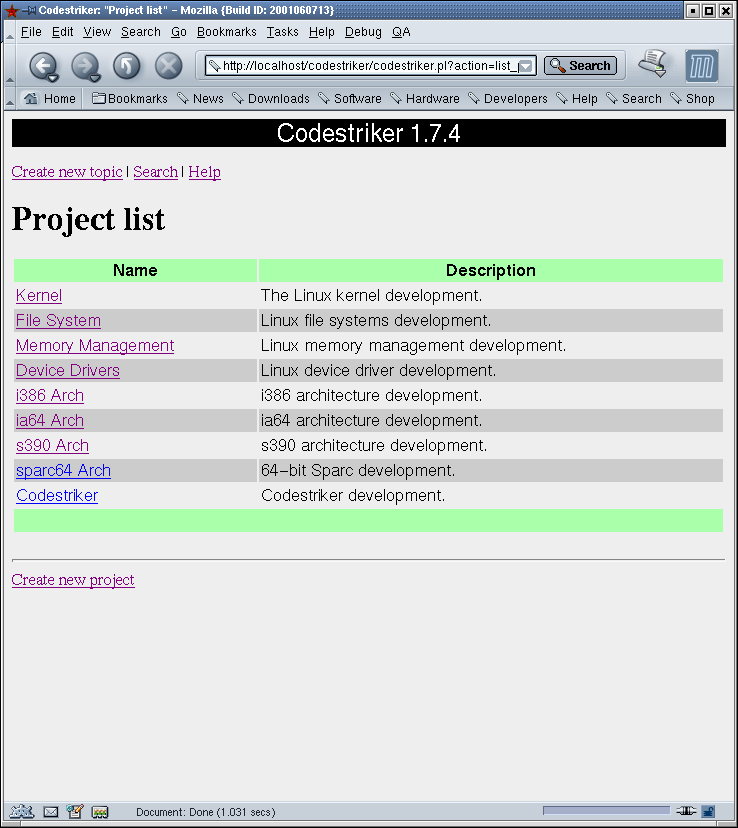 Codestriker: "Project list" - Mozilla {Build ID: 2001060713}
File Edit View Search Go Bookmarks Tasks Help Debug QA
http://localhost/codestriker/codestriker.pl?action=list_ Search
Home Bookmarks News Downloads Software Hardware Developers Help Search Shop
Codestriker 1.7.4
Create new topic | Search | Help
Project list
Name Description
Kernel The Linux kernel development.
File System Linux file systems development.
Memory Management Linux memory management development.
Device Drivers Linux device driver development.
i386 Arch i386 architecture development.
ia64 Arch ia64 architecture development.
s390 Arch s390 architecture development.
sparc64 Arch 64-bit Sparc development.
Codestriker Codestriker development.
Create new project
Document: Done (1.031 secs)